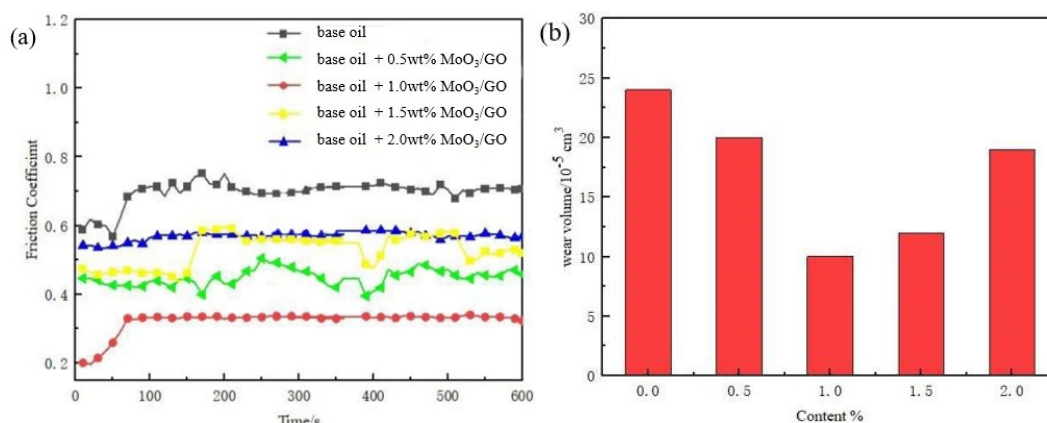 (a)
1.2
1.0
0.8
0.6
0.4
0.2
Friction Coefficimt
base oil
base oil + 0.5wt% MoO₃/GO
base oil + 1.0wt% MoO₃/GO
base oil + 1.5wt% MoO₃/GO
base oil + 2.0wt% MoO₃/GO
0 100 200 300 400 500 600
Time/s
(b)
30
25
20
15
10
5
0
wear volume/10⁻⁵ cm³
0.0 0.5 1.0 1.5 2.0
Content %